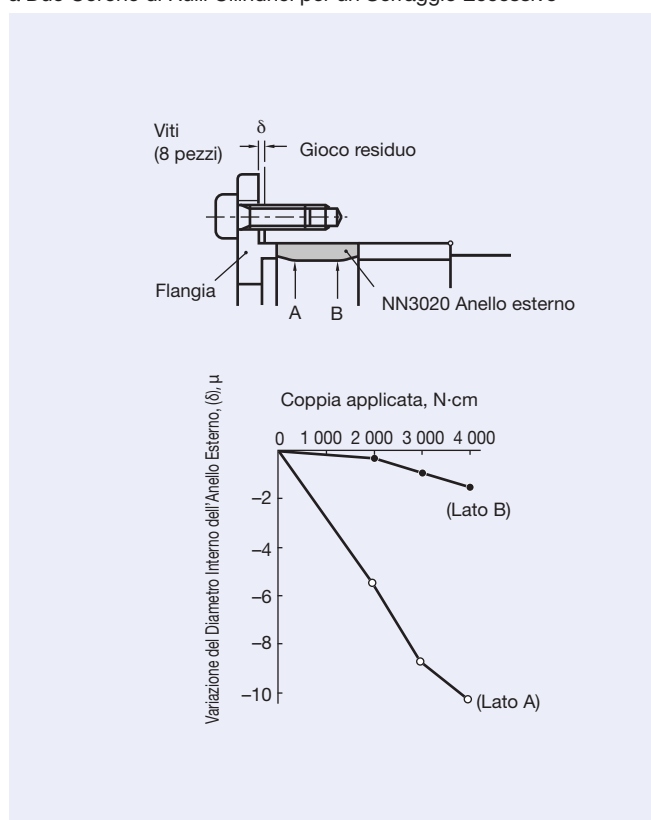 a Due Corone di Rulli Cilindrici per un Serraggio Eccessivo
Viti
(8 pezzi)
δ
Gioco residuo
Flangia
A
B
NN3020 Anello esterno
Coppia applicata, N·cm
0 1 000 2 000 3 000 4 000
Variazione del Diametro Interno dell'Anello Esterno, (δ), μ
–2
–4
–6
–8
–10
(Lato B)
(Lato A)